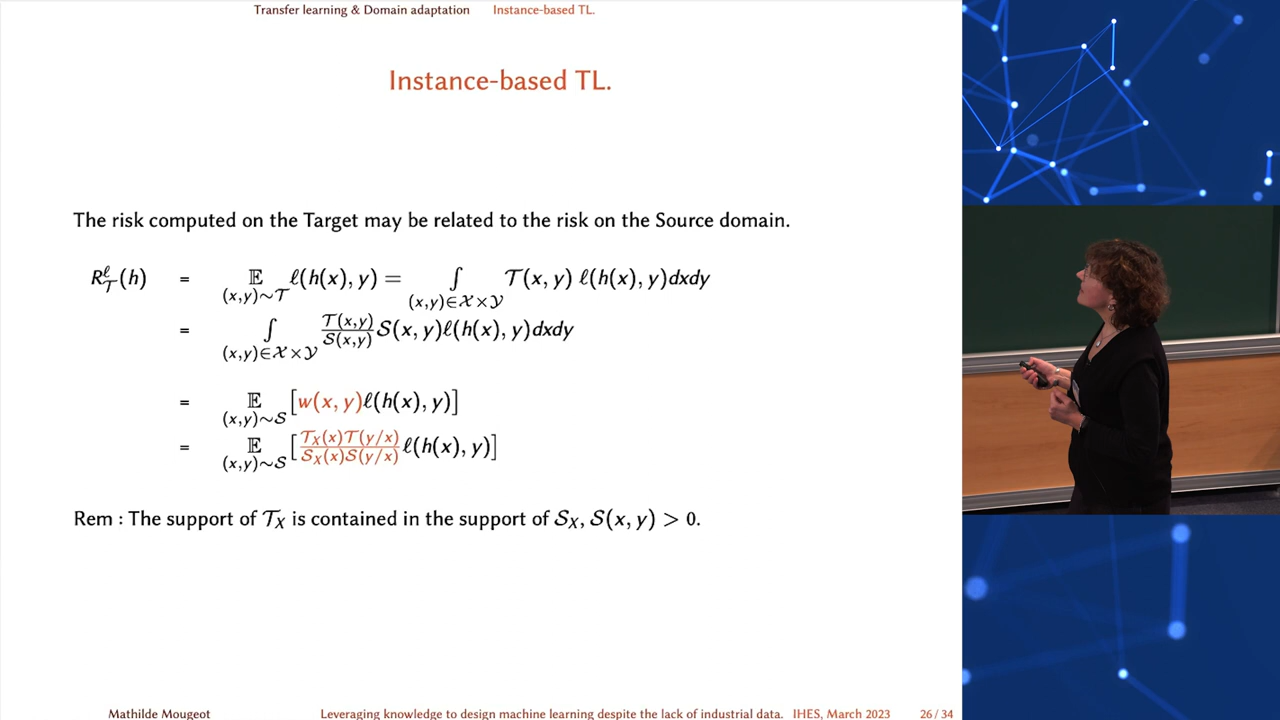 Transfer learning & Domain adaptation Instance-based TL.
Instance-based TL.
The risk computed on the Target may be related to the risk on the Source domain.
R^ℓ_𝒯(h) = 𝔼_{(x,y)∼𝒯} ℓ(h(x), y) = ∫_{(x,y)∈𝒳×𝒴} 𝒯(x, y) ℓ(h(x), y)dxdy
= ∫_{(x,y)∈𝒳×𝒴} 𝒯(x,y)/𝒮(x,y) 𝒮(x, y)ℓ(h(x), y)dxdy
= 𝔼_{(x,y)∼𝒮} [w(x, y)ℓ(h(x), y)]
= 𝔼_{(x,y)∼𝒮} [𝒯_X(x)𝒯(y/x)/𝒮_X(x)𝒮(y/x) ℓ(h(x), y)]
Rem : The support of 𝒯_X is contained in the support of 𝒮_X, 𝒮(x, y) > 0.
Mathilde Mougeot Leveraging knowledge to design machine learning despite the lack of industrial data. IHES, March 2023 26 / 34